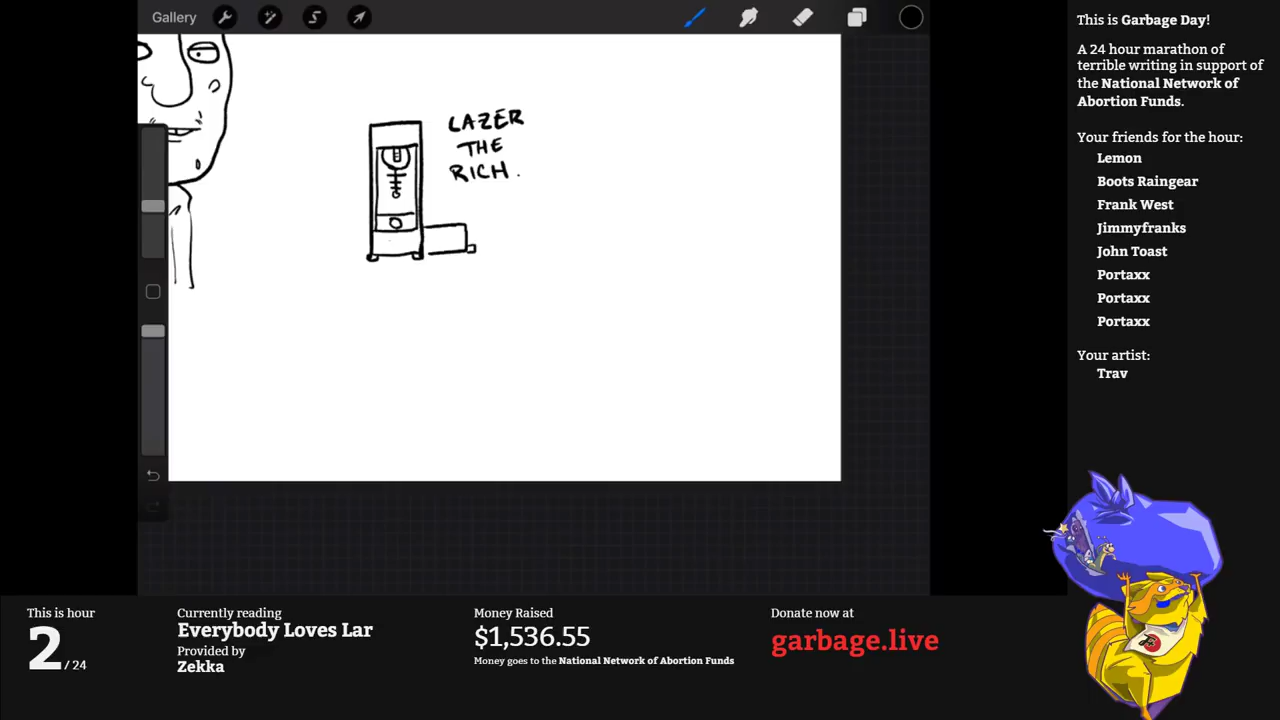 Gallery
LAZER
THE
RICH.
This is Garbage Day!
A 24 hour marathon of
terrible writing in support of
the National Network of
Abortion Funds.
Your friends for the hour:
Lemon
Boots Raingear
Frank West
Jimmyfranks
John Toast
Portaxx
Portaxx
Portaxx
Your artist:
Trav
This is hour
2 / 24
Currently reading
Everybody Loves Lar
Provided by
Zekka
Money Raised
$1,536.55
Money goes to the National Network of Abortion Funds
Donate now at
garbage.live